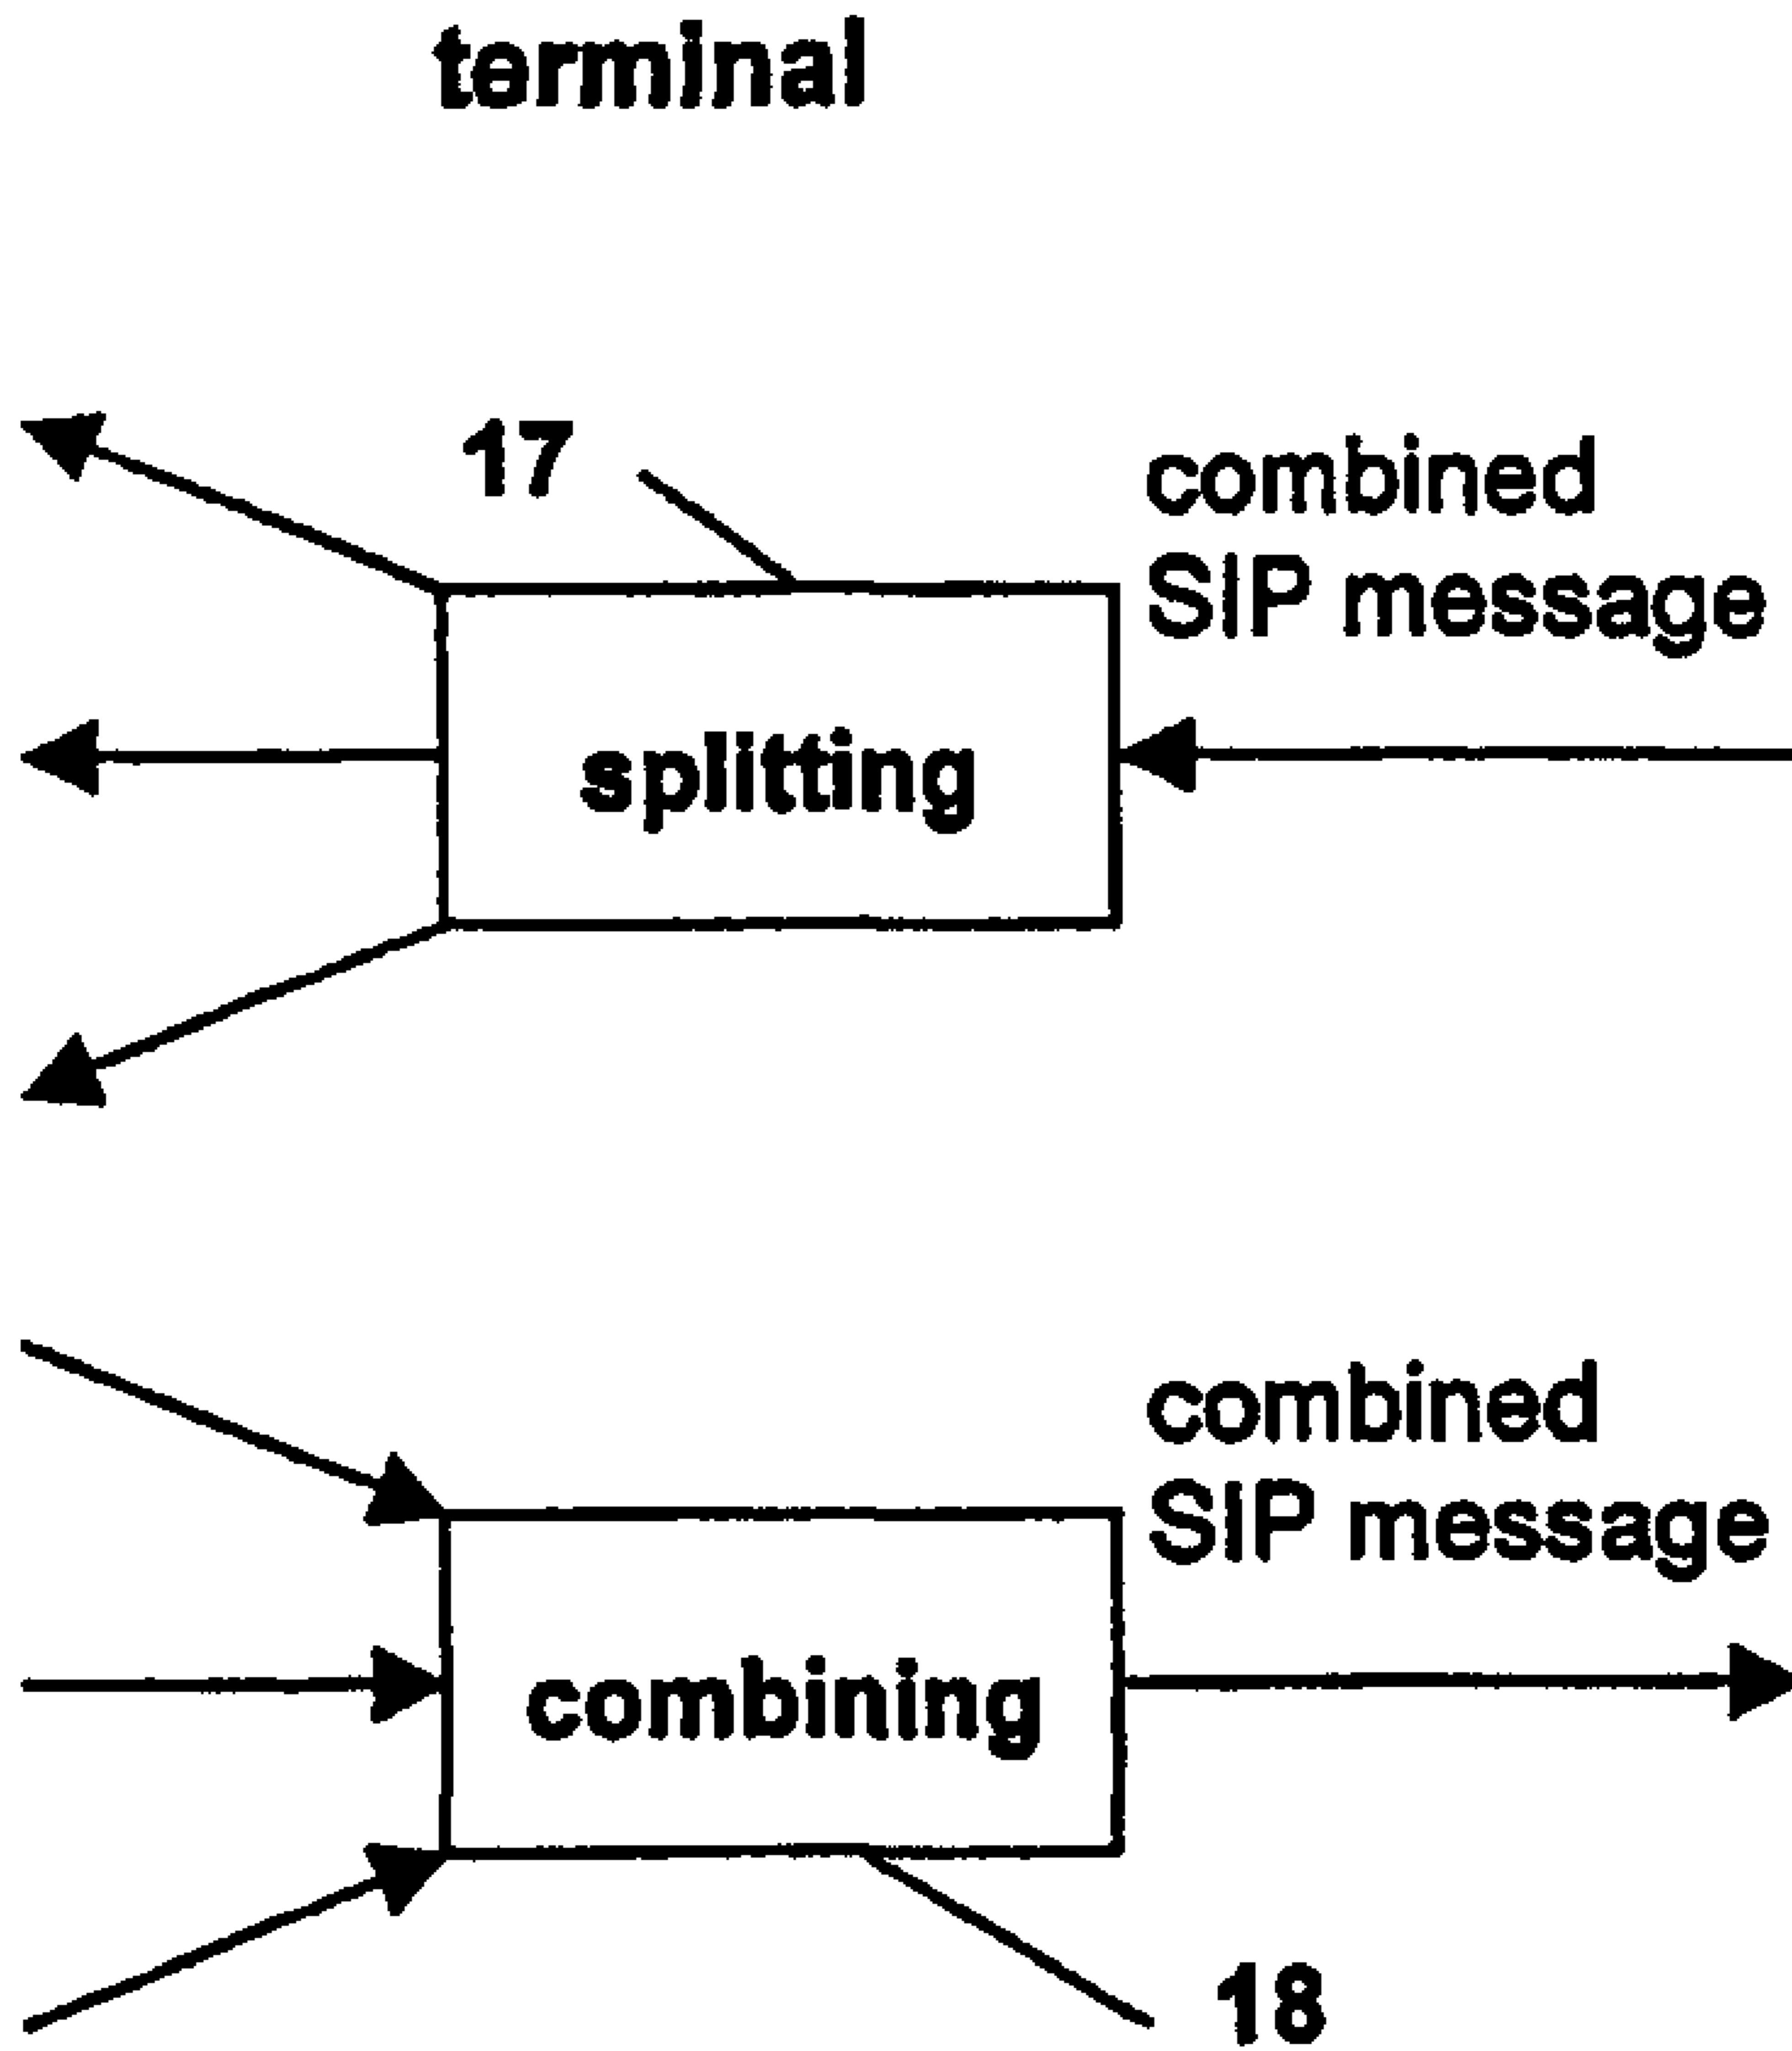 terminal
17
combined
SIP message
splitting
combined
SIP message
combining
18